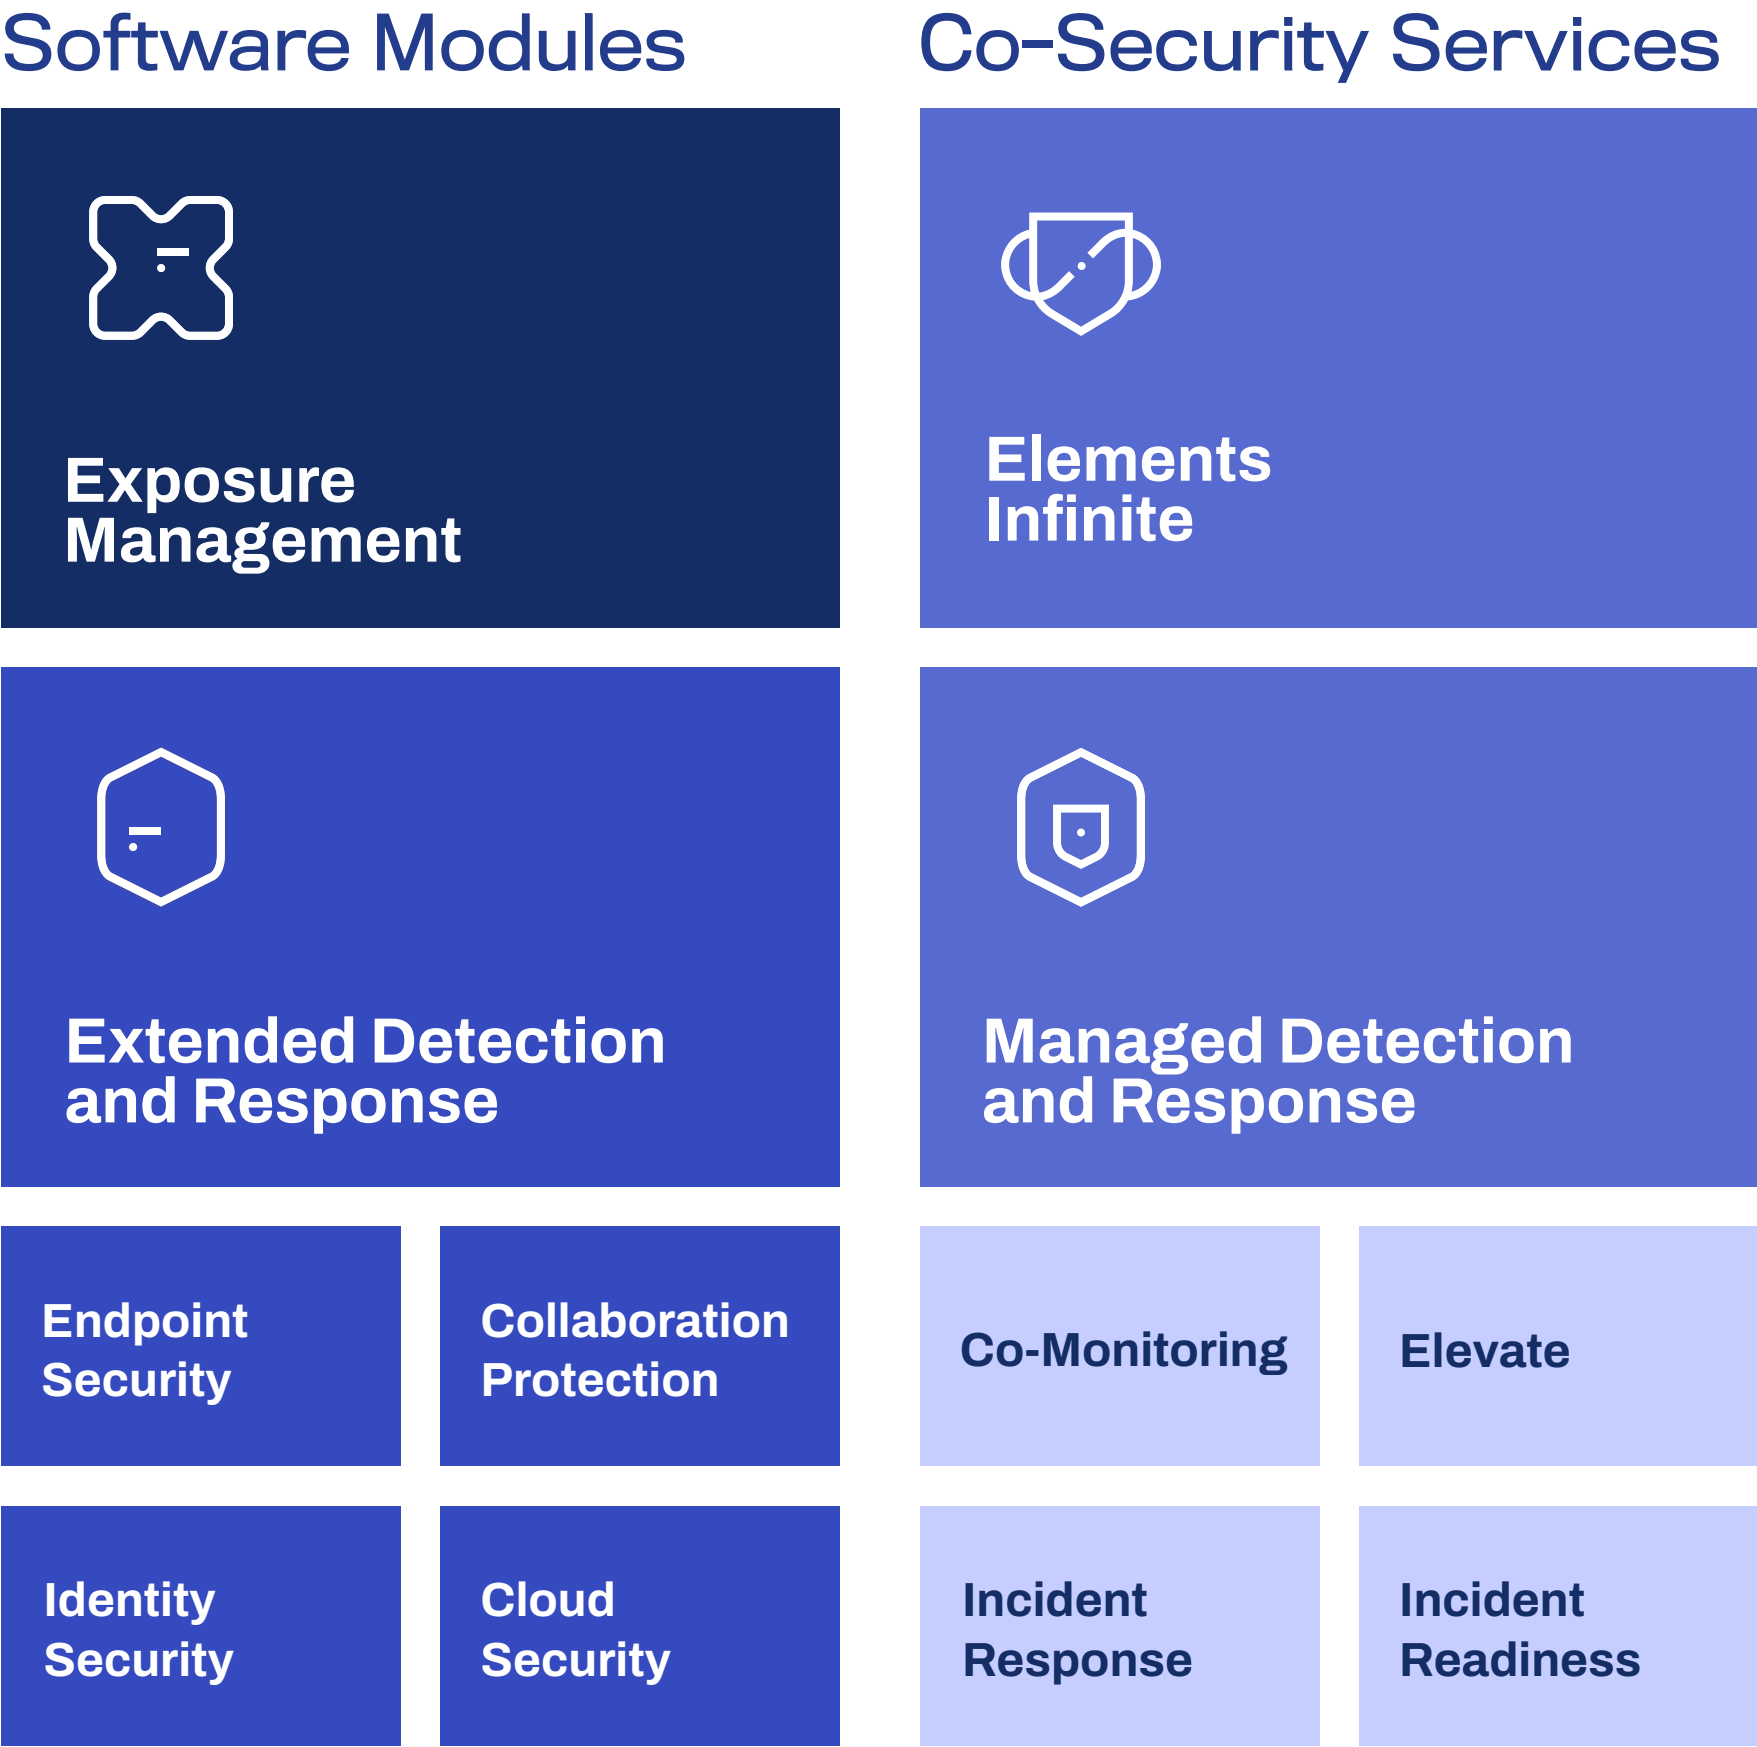 Software Modules
Exposure
Management
Extended Detection
and Response
Endpoint
Security
Collaboration
Protection
Identity
Security
Cloud
Security
Co-Security Services
Elements
Infinite
Managed Detection
and Response
Co-Monitoring
Elevate
Incident
Response
Incident
Readiness